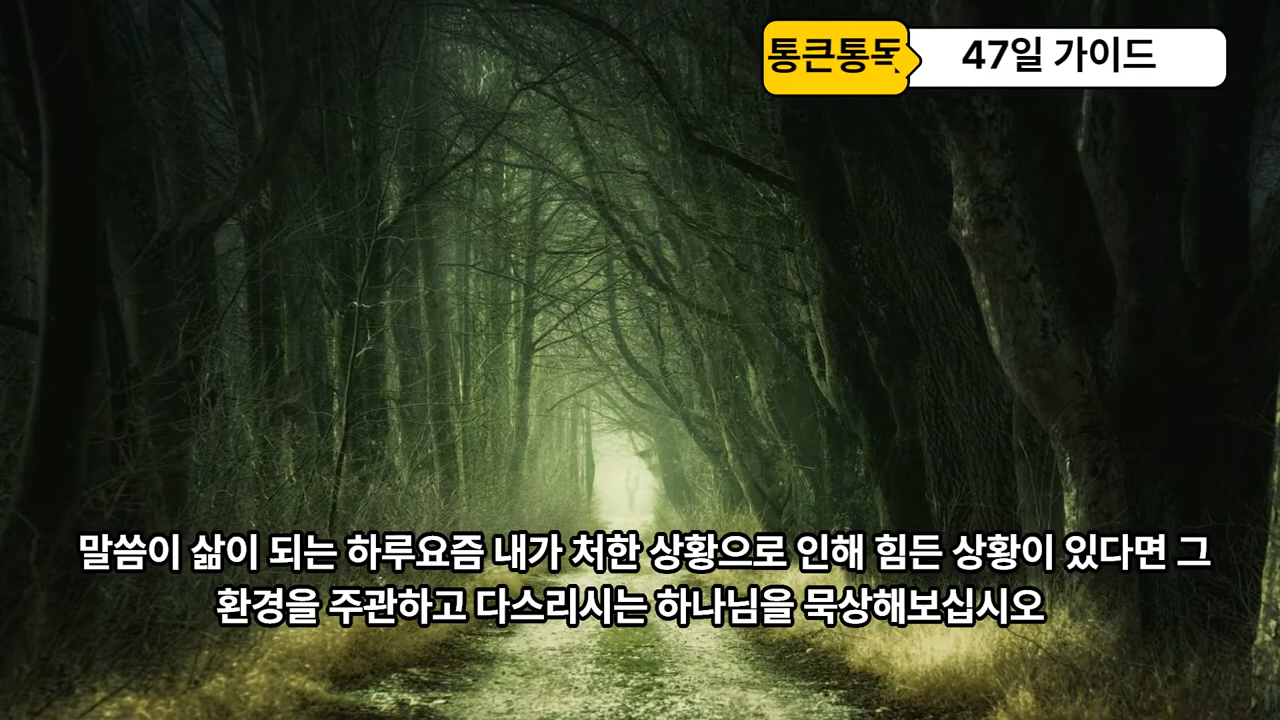 통큰통독
47일 가이드
말씀이 삶이 되는 하루요즘 내가 처한 상황으로 인해 힘든 상황이 있다면 그
환경을 주관하고 다스리시는 하나님을 묵상해보십시오